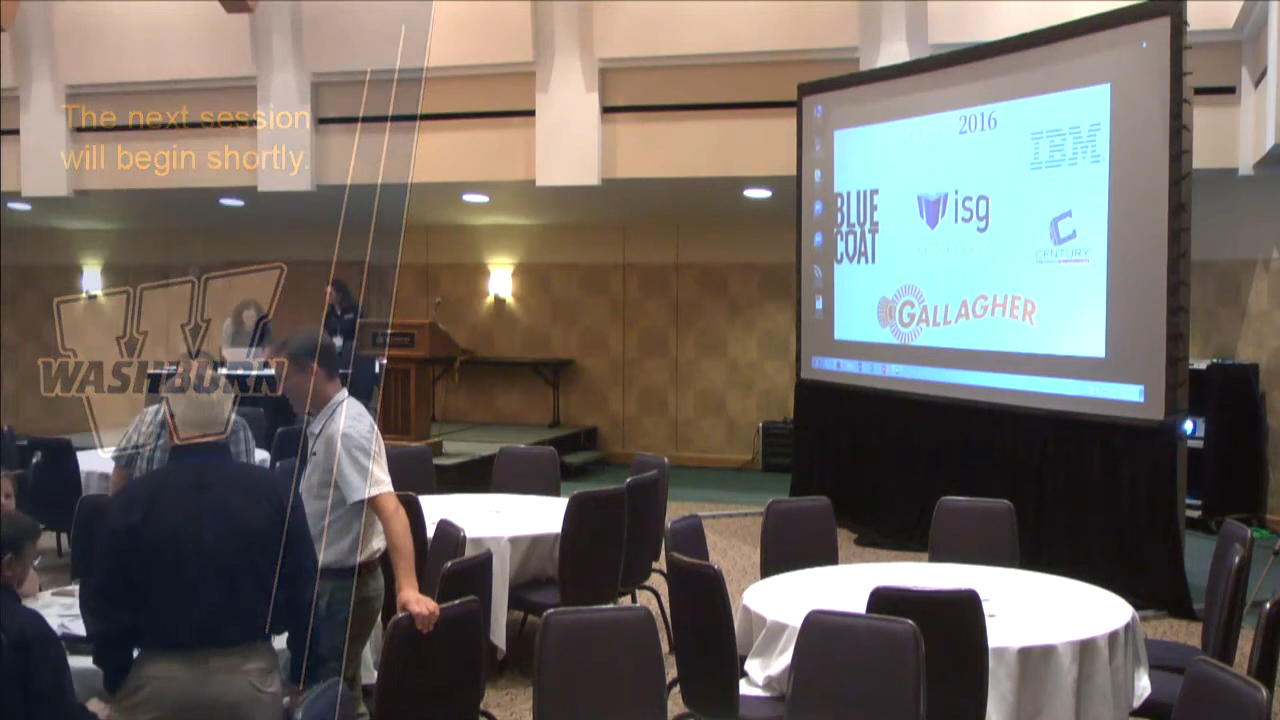 The next session
will begin shortly.
WASHBURN
2016
IBM
BLUE
COAT
isg
CENTURY
GALLAGHER